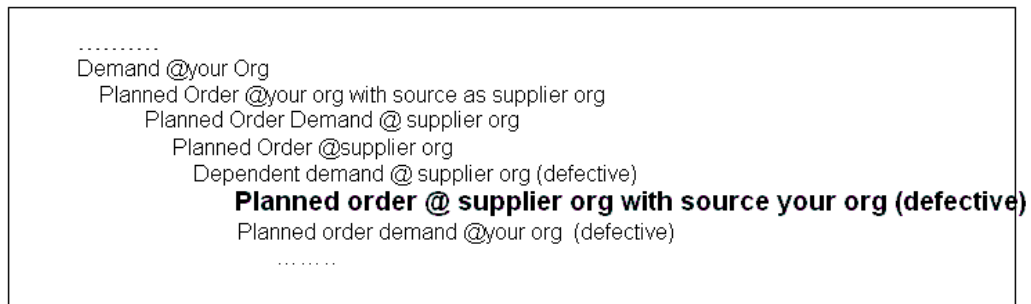 ..........
Demand @your Org
Planned Order @your org with source as supplier org
Planned Order Demand @ supplier org
Planned Order @supplier org
Dependent demand @ supplier org (defective)
Planned order @ supplier org with source your org (defective)
Planned order demand @your org (defective)
........